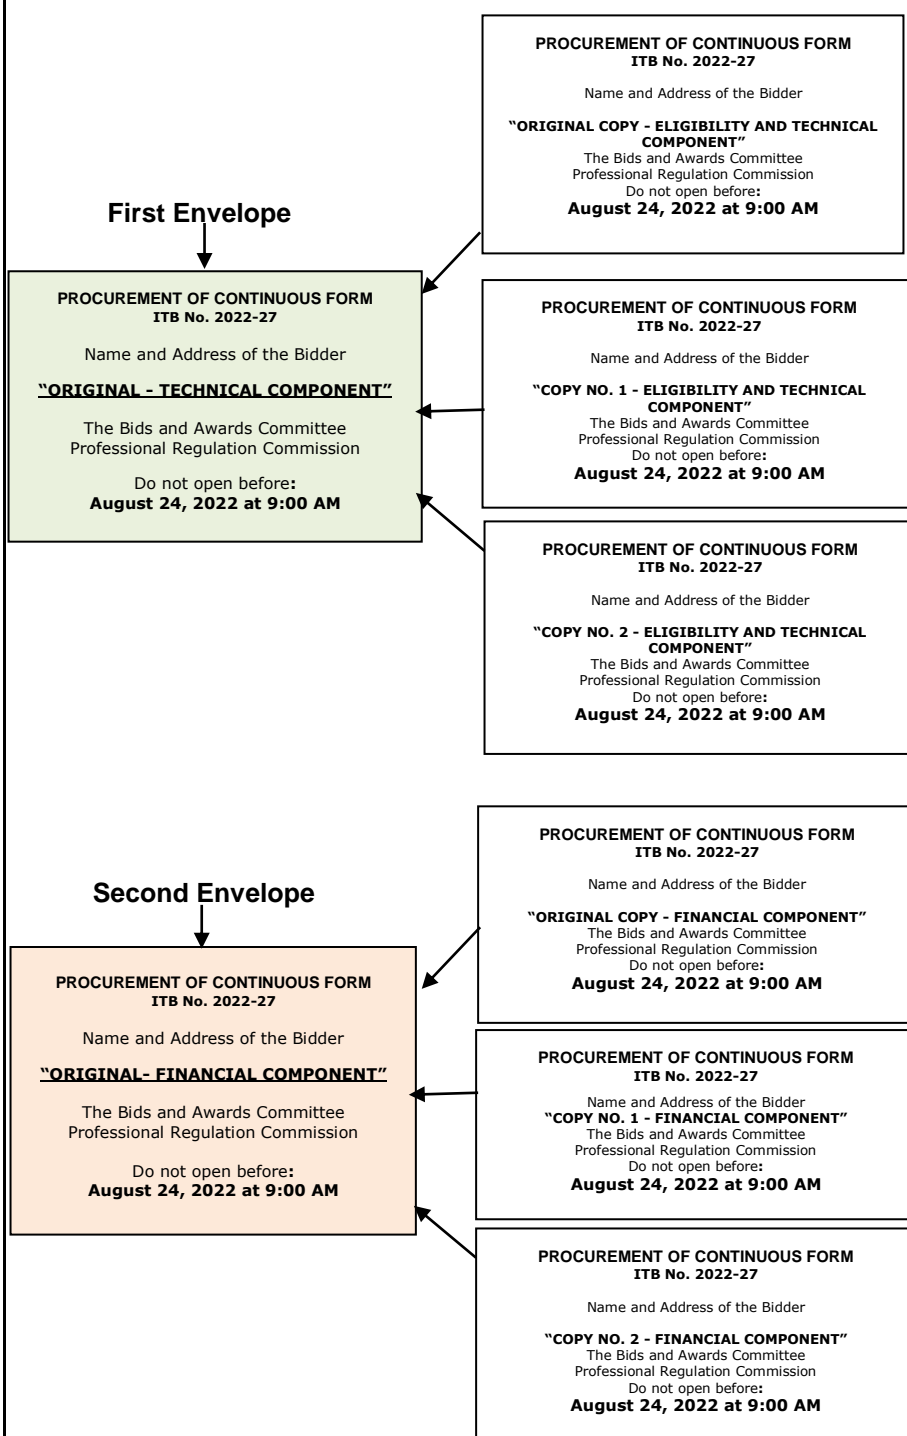 First Envelope
PROCUREMENT OF CONTINUOUS FORM
ITB No. 2022-27
Name and Address of the Bidder
“ORIGINAL - TECHNICAL COMPONENT”
The Bids and Awards Committee
Professional Regulation Commission
Do not open before:
August 24, 2022 at 9:00 AM
PROCUREMENT OF CONTINUOUS FORM
ITB No. 2022-27
Name and Address of the Bidder
“ORIGINAL COPY - ELIGIBILITY AND TECHNICAL
COMPONENT”
The Bids and Awards Committee
Professional Regulation Commission
Do not open before:
August 24, 2022 at 9:00 AM
PROCUREMENT OF CONTINUOUS FORM
ITB No. 2022-27
Name and Address of the Bidder
“COPY NO. 1 - ELIGIBILITY AND TECHNICAL
COMPONENT”
The Bids and Awards Committee
Professional Regulation Commission
Do not open before:
August 24, 2022 at 9:00 AM
PROCUREMENT OF CONTINUOUS FORM
ITB No. 2022-27
Name and Address of the Bidder
“COPY NO. 2 - ELIGIBILITY AND TECHNICAL
COMPONENT”
The Bids and Awards Committee
Professional Regulation Commission
Do not open before:
August 24, 2022 at 9:00 AM
Second Envelope
PROCUREMENT OF CONTINUOUS FORM
ITB No. 2022-27
Name and Address of the Bidder
“ORIGINAL- FINANCIAL COMPONENT”
The Bids and Awards Committee
Professional Regulation Commission
Do not open before:
August 24, 2022 at 9:00 AM
PROCUREMENT OF CONTINUOUS FORM
ITB No. 2022-27
Name and Address of the Bidder
“ORIGINAL COPY - FINANCIAL COMPONENT”
The Bids and Awards Committee
Professional Regulation Commission
Do not open before:
August 24, 2022 at 9:00 AM
PROCUREMENT OF CONTINUOUS FORM
ITB No. 2022-27
Name and Address of the Bidder
“COPY NO. 1 - FINANCIAL COMPONENT”
The Bids and Awards Committee
Professional Regulation Commission
Do not open before:
August 24, 2022 at 9:00 AM
PROCUREMENT OF CONTINUOUS FORM
ITB No. 2022-27
Name and Address of the Bidder
“COPY NO. 2 - FINANCIAL COMPONENT”
The Bids and Awards Committee
Professional Regulation Commission
Do not open before:
August 24, 2022 at 9:00 AM